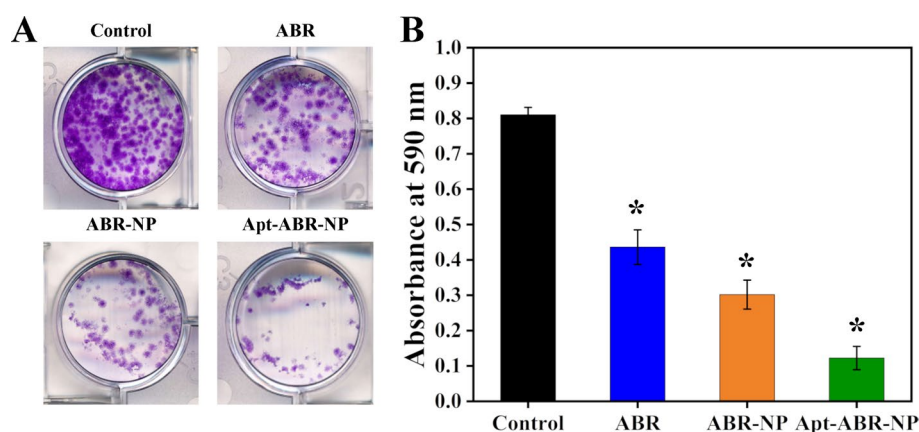 A
Control
ABR
ABR-NP
Apt-ABR-NP
B
Absorbance at 590 nm
1.0
0.9
0.8
0.7
0.6
0.5
0.4
0.3
0.2
0.1
0.0
*
*
*
Control
ABR
ABR-NP
Apt-ABR-NP